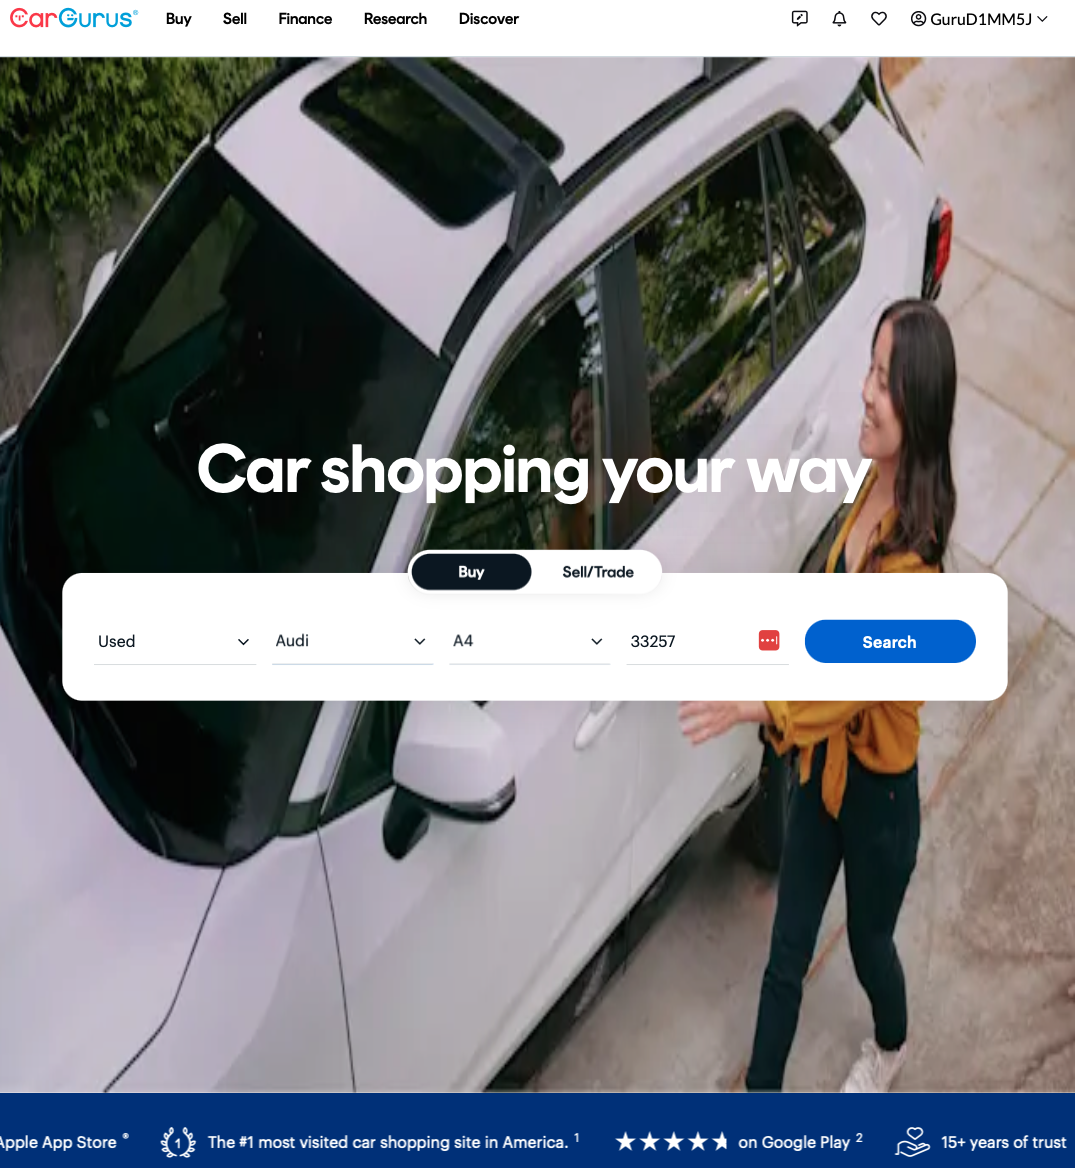 CarGurus® Buy Sell Finance Research Discover GuruD1MM5J
Car shopping your way
Buy Sell/Trade
Used Audi A4 33257 Search
Apple App Store ® 1 The #1 most visited car shopping site in America. 1 on Google Play 2 15+ years of trust